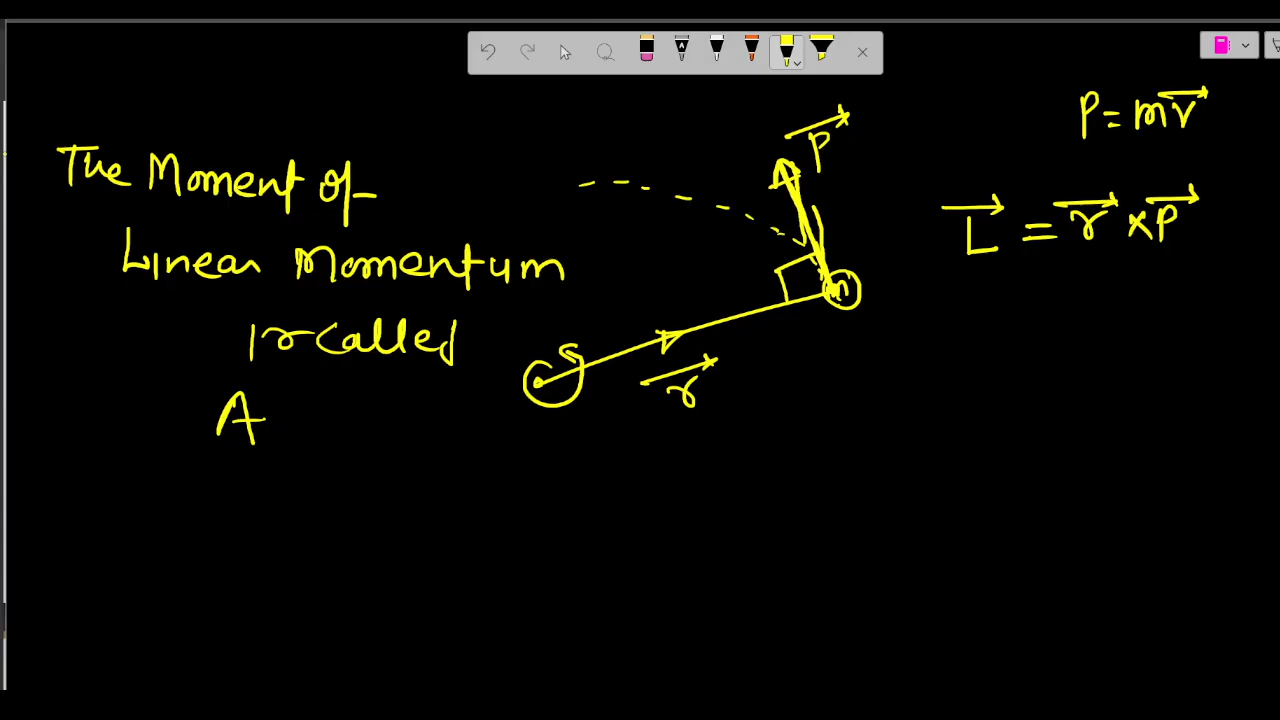 The Moment of
Linear Momentum
is called
A
P
m
r
P = mv
L = r × P